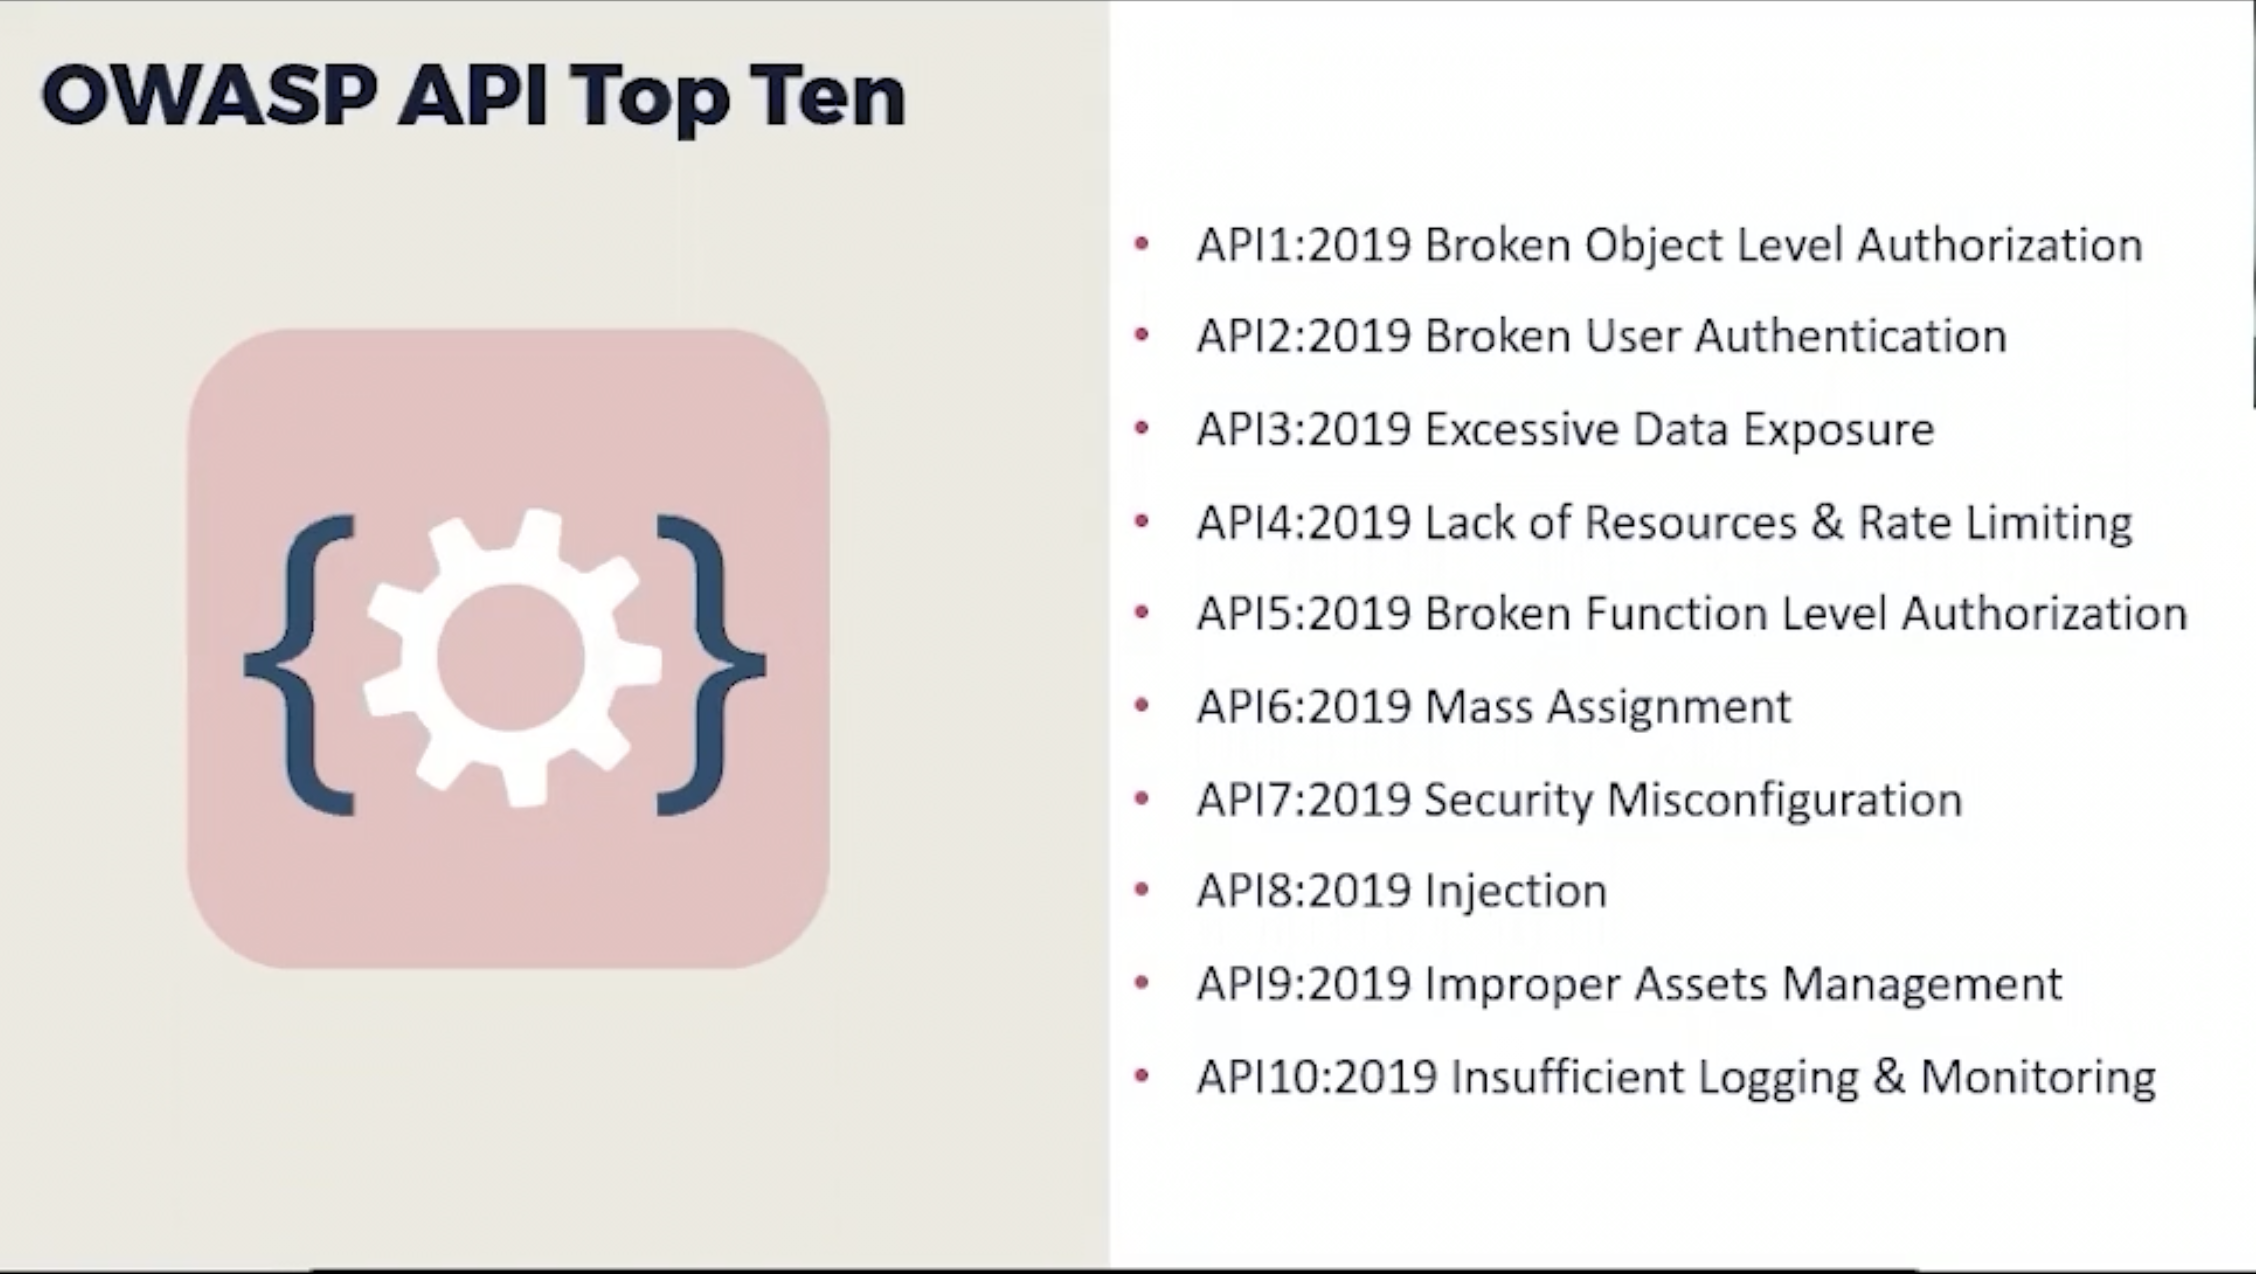 OWASP API Top Ten
• API1:2019 Broken Object Level Authorization
• API2:2019 Broken User Authentication
• API3:2019 Excessive Data Exposure
• API4:2019 Lack of Resources & Rate Limiting
• API5:2019 Broken Function Level Authorization
• API6:2019 Mass Assignment
• API7:2019 Security Misconfiguration
• API8:2019 Injection
• API9:2019 Improper Assets Management
• API10:2019 Insufficient Logging & Monitoring